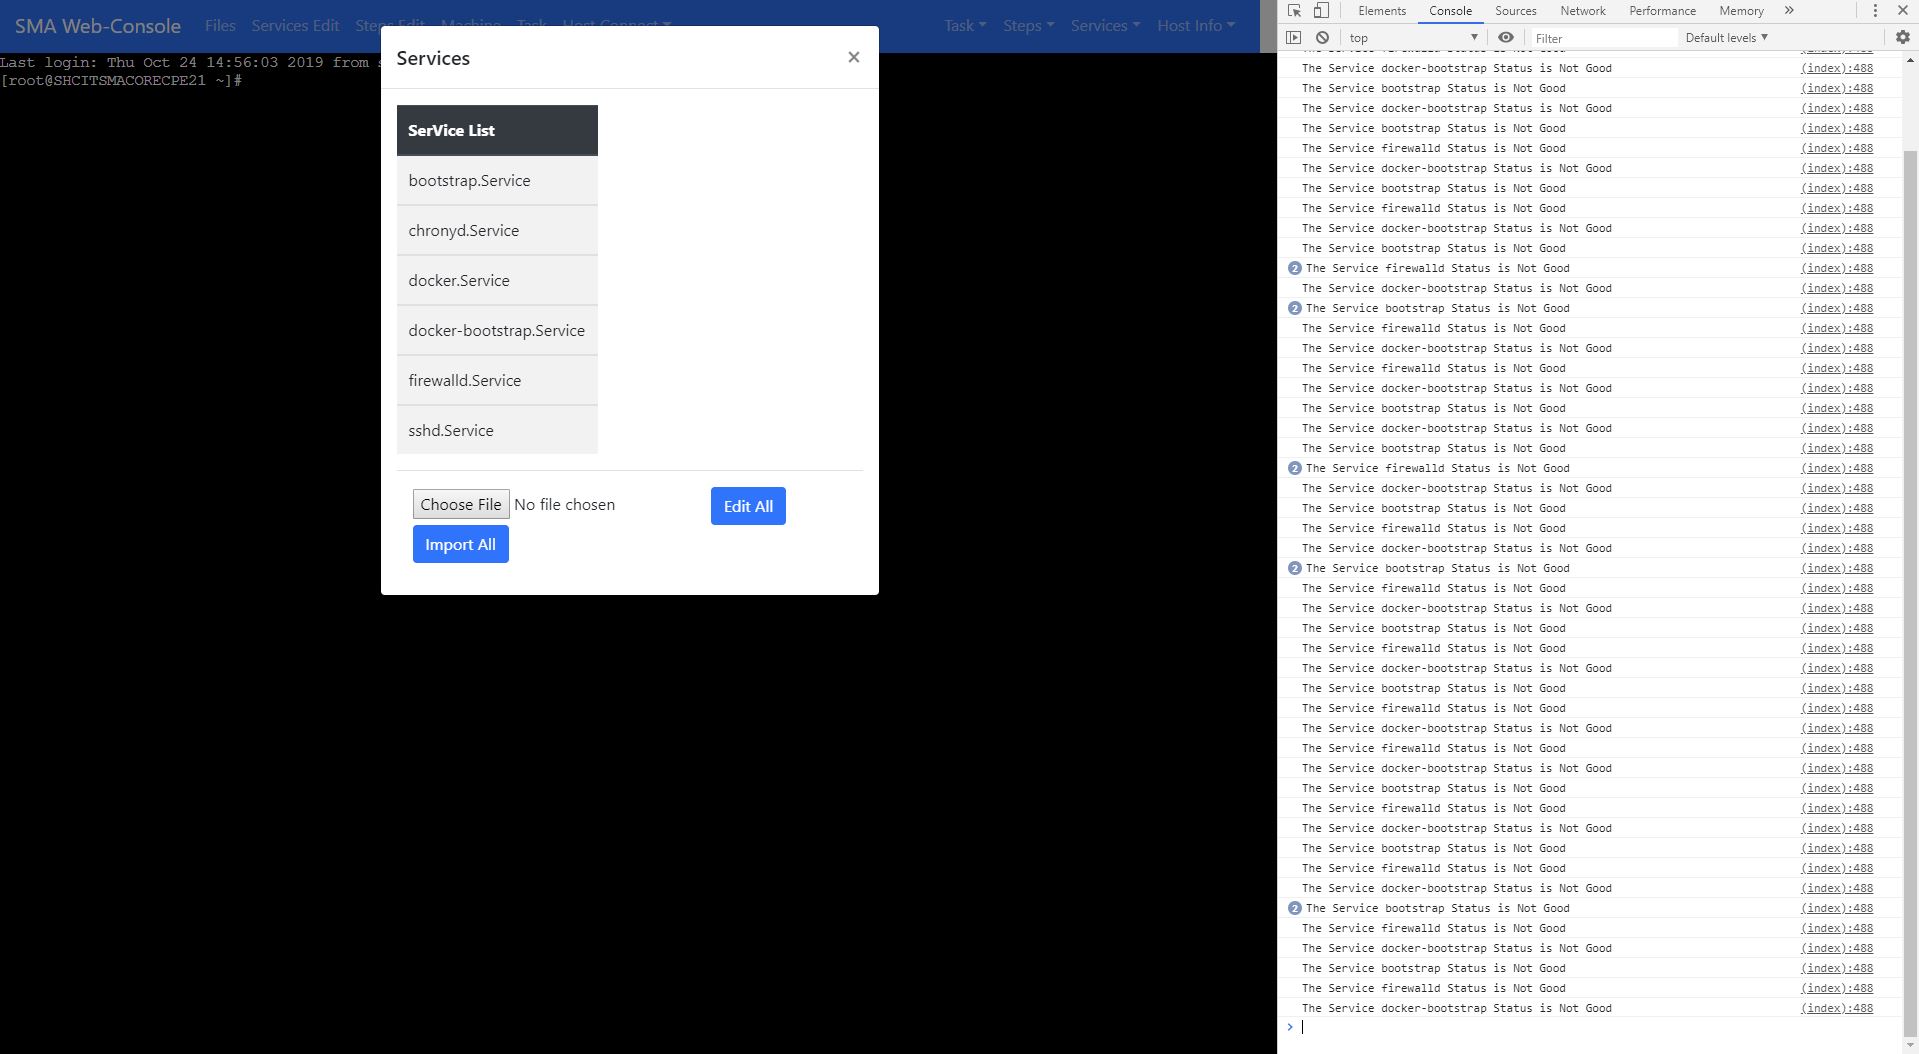 SMA Web-Console Files Services Edit Steps Edit Machine Task Host Connect Task Steps Services Host Info
Last login: Thu Oct 24 14:56:03 2019 from s
[root@SHCITSMACORECPE21 ~]#
Services ×
SerVice List
bootstrap.Service
chronyd.Service
docker.Service
docker-bootstrap.Service
firewalld.Service
sshd.Service
Choose File No file chosen Edit All
Import All
Elements Console Sources Network Performance Memory »
top Filter Default levels
The Service firewalld Status is Not Good
The Service docker-bootstrap Status is Not Good (index):488
The Service bootstrap Status is Not Good (index):488
The Service docker-bootstrap Status is Not Good (index):488
The Service bootstrap Status is Not Good (index):488
The Service firewalld Status is Not Good (index):488
The Service docker-bootstrap Status is Not Good (index):488
The Service bootstrap Status is Not Good (index):488
The Service firewalld Status is Not Good (index):488
The Service docker-bootstrap Status is Not Good (index):488
The Service bootstrap Status is Not Good (index):488
2 The Service firewalld Status is Not Good (index):488
The Service docker-bootstrap Status is Not Good (index):488
2 The Service bootstrap Status is Not Good (index):488
The Service firewalld Status is Not Good (index):488
The Service docker-bootstrap Status is Not Good (index):488
The Service firewalld Status is Not Good (index):488
The Service docker-bootstrap Status is Not Good (index):488
The Service bootstrap Status is Not Good (index):488
The Service docker-bootstrap Status is Not Good (index):488
The Service bootstrap Status is Not Good (index):488
2 The Service firewalld Status is Not Good (index):488
The Service docker-bootstrap Status is Not Good (index):488
The Service bootstrap Status is Not Good (index):488
The Service firewalld Status is Not Good (index):488
The Service docker-bootstrap Status is Not Good (index):488
2 The Service bootstrap Status is Not Good (index):488
The Service firewalld Status is Not Good (index):488
The Service docker-bootstrap Status is Not Good (index):488
The Service bootstrap Status is Not Good (index):488
The Service firewalld Status is Not Good (index):488
The Service docker-bootstrap Status is Not Good (index):488
The Service bootstrap Status is Not Good (index):488
The Service firewalld Status is Not Good (index):488
The Service docker-bootstrap Status is Not Good (index):488
The Service firewalld Status is Not Good (index):488
The Service docker-bootstrap Status is Not Good (index):488
The Service bootstrap Status is Not Good (index):488
The Service firewalld Status is Not Good (index):488
The Service docker-bootstrap Status is Not Good (index):488
The Service bootstrap Status is Not Good (index):488
The Service firewalld Status is Not Good (index):488
The Service docker-bootstrap Status is Not Good (index):488
2 The Service bootstrap Status is Not Good (index):488
The Service firewalld Status is Not Good (index):488
The Service docker-bootstrap Status is Not Good (index):488
The Service bootstrap Status is Not Good (index):488
The Service firewalld Status is Not Good (index):488
The Service docker-bootstrap Status is Not Good (index):488
>